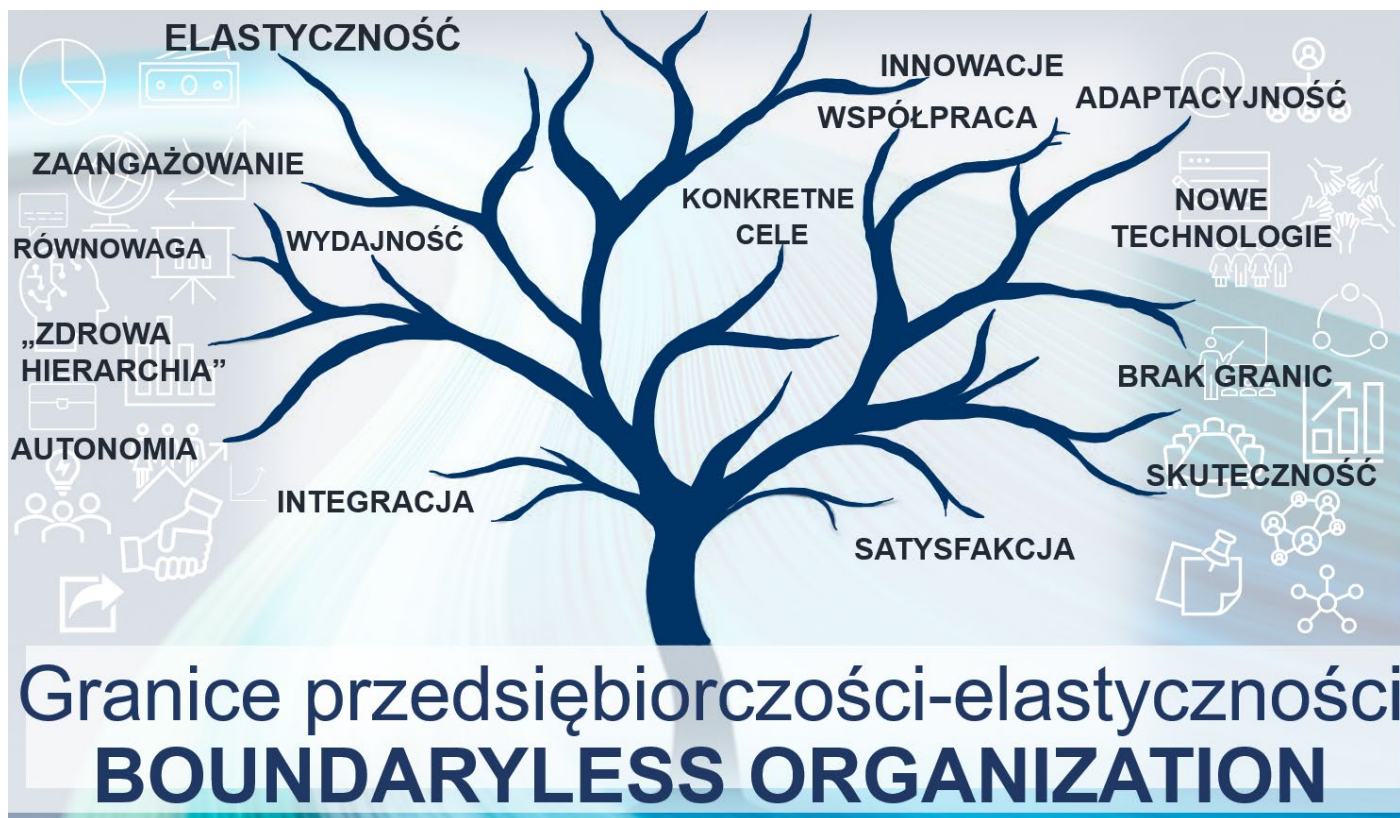 ELASTYCZNOŚĆ
INNOWACJE
WSPÓŁPRACA
ADAPTACYJNOŚĆ
ZAANGAŻOWANIE
KONKRETNE
CELE
NOWE
TECHNOLOGIE
RÓWNOWAGA
WYDAJNOŚĆ
„ZDROWA
HIERARCHIA”
BRAK GRANIC
AUTONOMIA
INTEGRACJA
SKUTECZNOŚĆ
SATYSFAKCJA
Granice przedsiębiorczości-elastyczności
BOUNDARYLESS ORGANIZATION